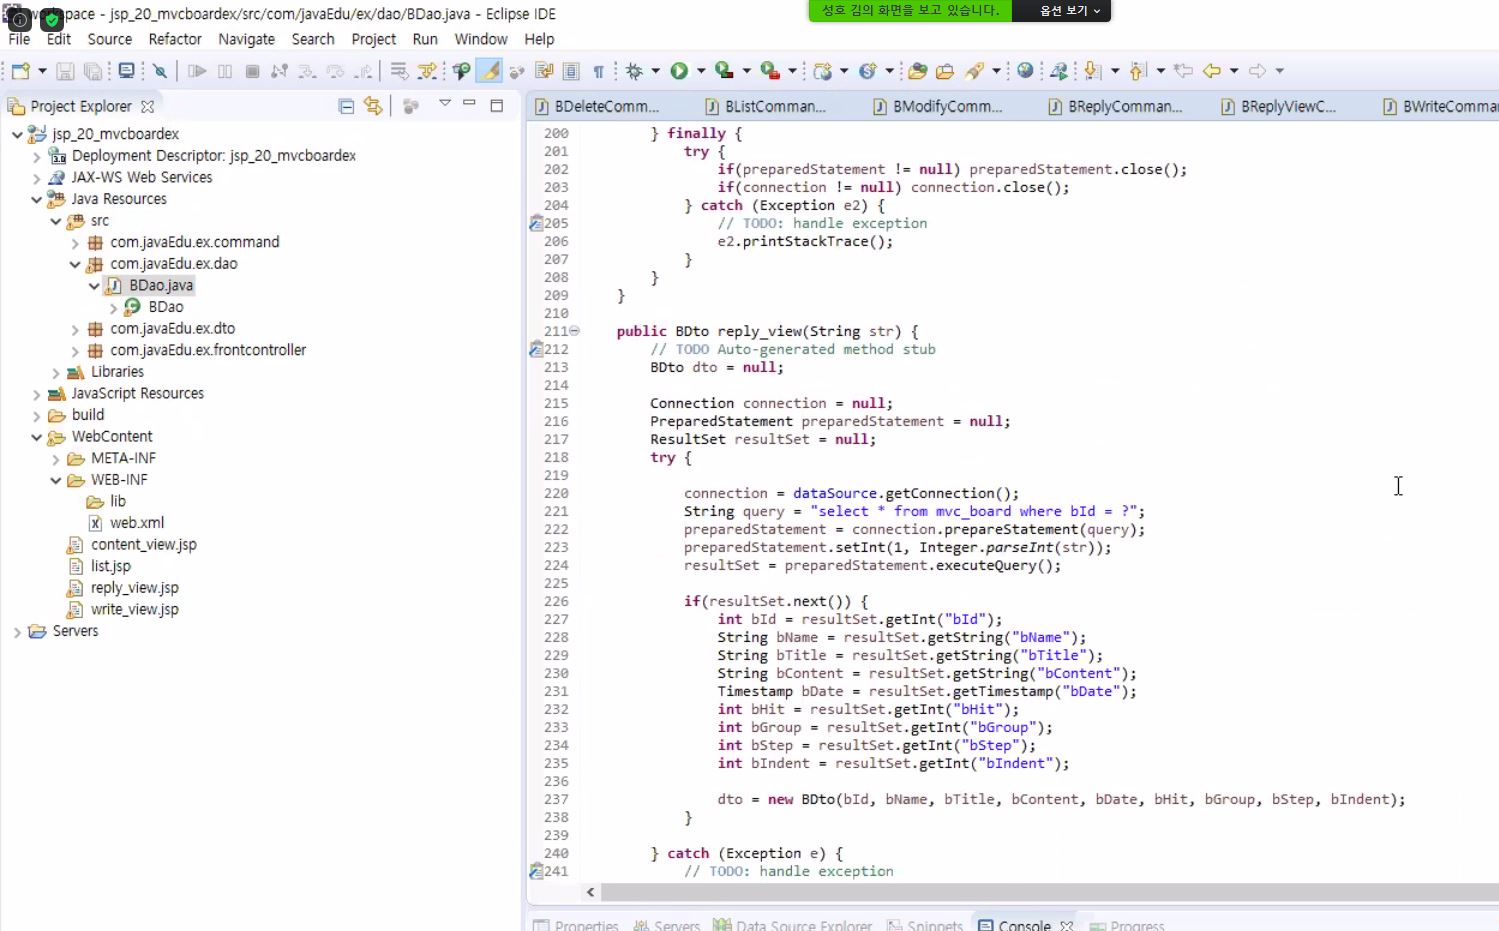 workspace - jsp_20_mvcboardex/src/com/javaEdu/ex/dao/BDao.java - Eclipse IDE
성호 김의 화면을 보고 있습니다.
옵션 보기
File Edit Source Refactor Navigate Search Project Run Window Help
Project Explorer
BDeleteComm... BListComman... BModifyComm... BReplyComman... BReplyViewC... BWriteComma
jsp_20_mvcboardex
Deployment Descriptor: jsp_20_mvcboardex
JAX-WS Web Services
Java Resources
src
com.javaEdu.ex.command
com.javaEdu.ex.dao
BDao.java
BDao
com.javaEdu.ex.dto
com.javaEdu.ex.frontcontroller
Libraries
JavaScript Resources
build
WebContent
META-INF
WEB-INF
lib
web.xml
content_view.jsp
list.jsp
reply_view.jsp
write_view.jsp
Servers
200 } finally {
201 try {
202 if(preparedStatement != null) preparedStatement.close();
203 if(connection != null) connection.close();
204 } catch (Exception e2) {
205 // TODO: handle exception
206 e2.printStackTrace();
207 }
208 }
209 }
210
211 public BDto reply_view(String str) {
212 // TODO Auto-generated method stub
213 BDto dto = null;
214
215 Connection connection = null;
216 PreparedStatement preparedStatement = null;
217 ResultSet resultSet = null;
218 try {
219
220 connection = dataSource.getConnection();
221 String query = "select * from mvc_board where bId = ?";
222 preparedStatement = connection.prepareStatement(query);
223 preparedStatement.setInt(1, Integer.parseInt(str));
224 resultSet = preparedStatement.executeQuery();
225
226 if(resultSet.next()) {
227 int bId = resultSet.getInt("bId");
228 String bName = resultSet.getString("bName");
229 String bTitle = resultSet.getString("bTitle");
230 String bContent = resultSet.getString("bContent");
231 Timestamp bDate = resultSet.getTimestamp("bDate");
232 int bHit = resultSet.getInt("bHit");
233 int bGroup = resultSet.getInt("bGroup");
234 int bStep = resultSet.getInt("bStep");
235 int bIndent = resultSet.getInt("bIndent");
236
237 dto = new BDto(bId, bName, bTitle, bContent, bDate, bHit, bGroup, bStep, bIndent);
238 }
239
240 } catch (Exception e) {
241 // TODO: handle exception
Properties Servers Data Source Explorer Snippets Console Progress